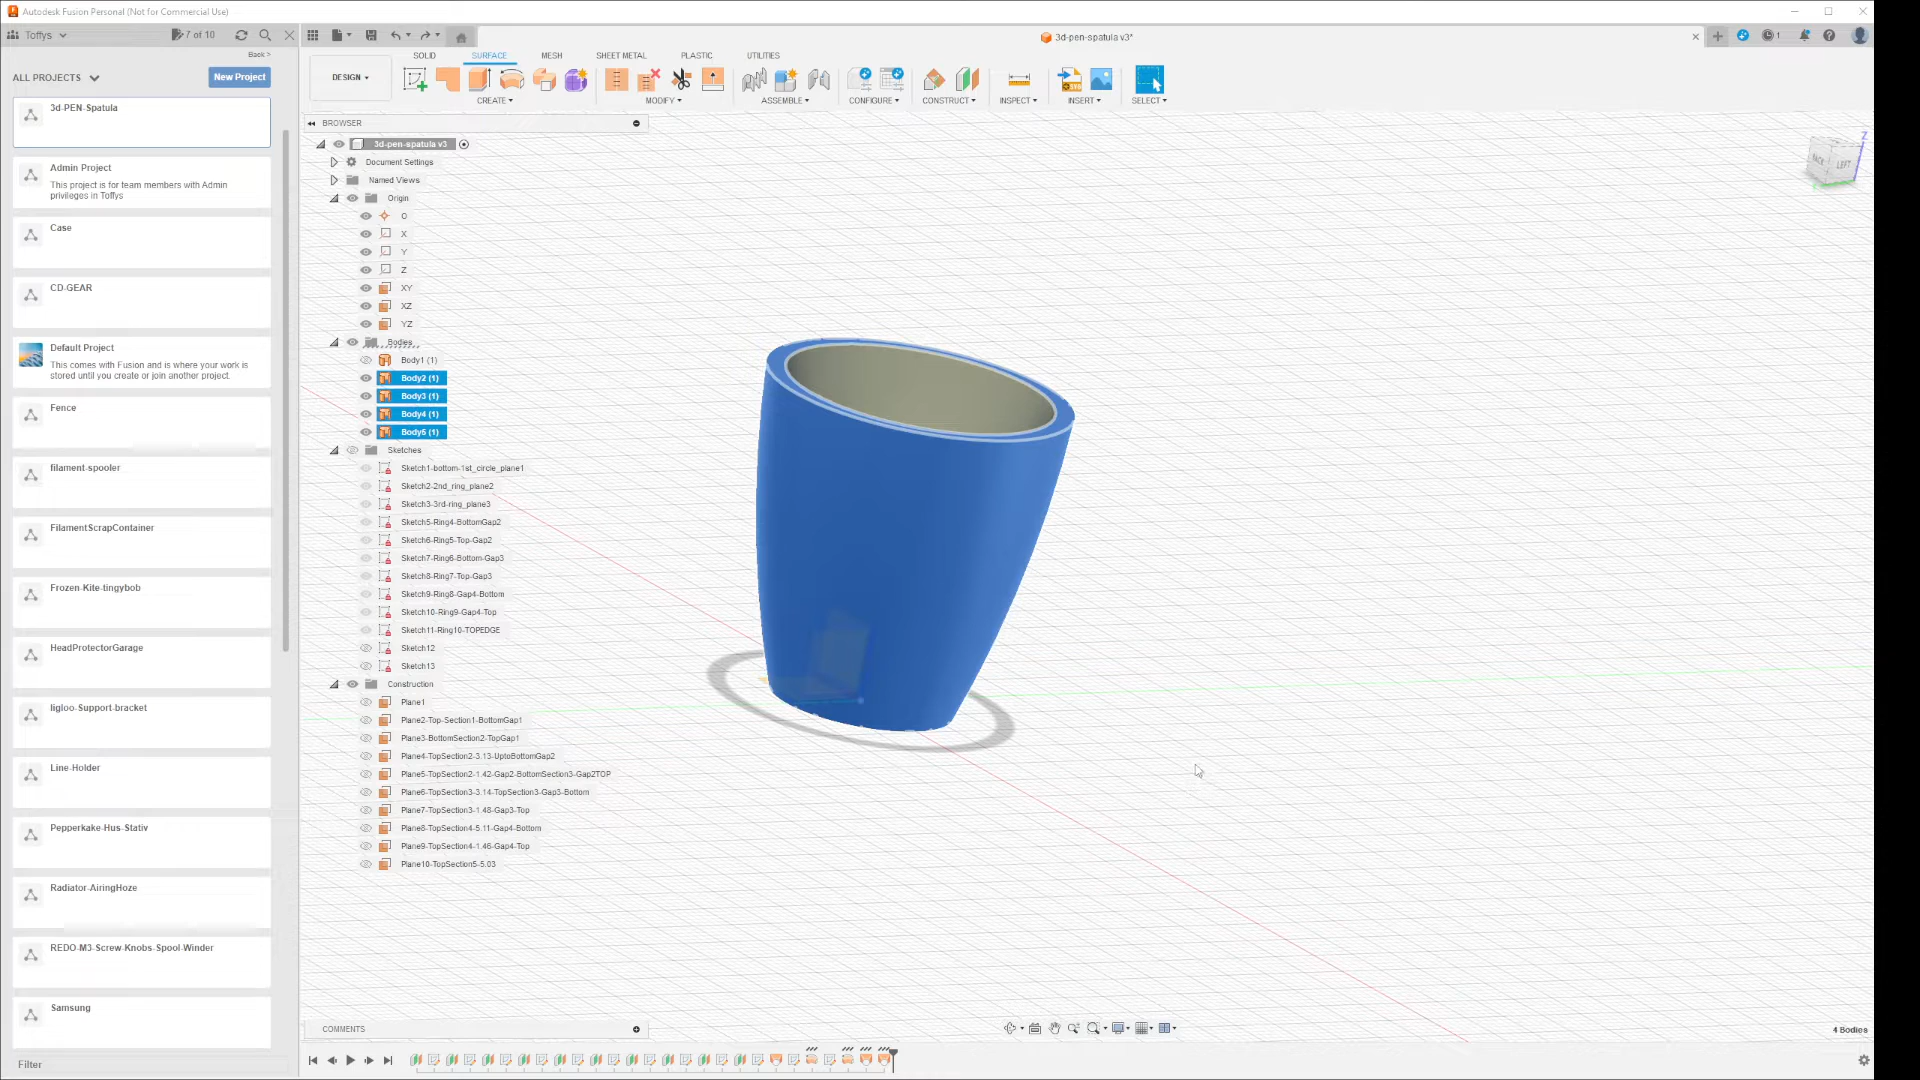 Autodesk Fusion Personal (Not for Commercial Use)
Toffys
7 of 10
3d-pen-spatula v3*
1
Back >
ALL PROJECTS
New Project
3d-PEN-Spatula
Admin Project
This project is for team members with Admin
privileges in Toffys
Case
CD-GEAR
Default Project
This comes with Fusion and is where your work is
stored until you create or join another project.
Fence
filament-spooler
FilamentScrapContainer
Frozen-Kite-tingybob
HeadProtectorGarage
Iigloo-Support-bracket
Line-Holder
Pepperkake-Hus-Stativ
Radiator-AiringHoze
REDO-M3-Screw-Knobs-Spool-Winder
Samsung
Filter
SOLID
SURFACE
MESH
SHEET METAL
PLASTIC
UTILITIES
DESIGN
CREATE
MODIFY
ASSEMBLE
CONFIGURE
CONSTRUCT
INSPECT
INSERT
SELECT
BROWSER
3d-pen-spatula v3
Document Settings
Named Views
Origin
O
X
Y
Z
XY
XZ
YZ
Bodies
Body1 (1)
Body2 (1)
Body3 (1)
Body4 (1)
Body5 (1)
Sketches
Sketch1-bottom-1st_circle_plane1
Sketch2-2nd_ring_plane2
Sketch3-3rd-ring_plane3
Sketch5-Ring4-BottomGap2
Sketch6-Ring5-Top-Gap2
Sketch7-Ring6-Bottom-Gap3
Sketch8-Ring7-Top-Gap3
Sketch9-Ring8-Gap4-Bottom
Sketch10-Ring9-Gap4-Top
Sketch11-Ring10-TOPEDGE
Sketch12
Sketch13
Construction
Plane1
Plane2-Top-Section1-BottomGap1
Plane3-BottomSection2-TopGap1
Plane4-TopSection2-3.13-UptoBottomGap2
Plane5-TopSection2-1.42-Gap2-BottomSection3-Gap2TOP
Plane6-TopSection3-3.14-TopSection3-Gap3-Bottom
Plane7-TopSection3-1.48-Gap3-Top
Plane8-TopSection4-5.11-Gap4-Bottom
Plane9-TopSection4-1.46-Gap4-Top
Plane10-TopSection5-5.03
Z
BACK
LEFT
COMMENTS
4 Bodies